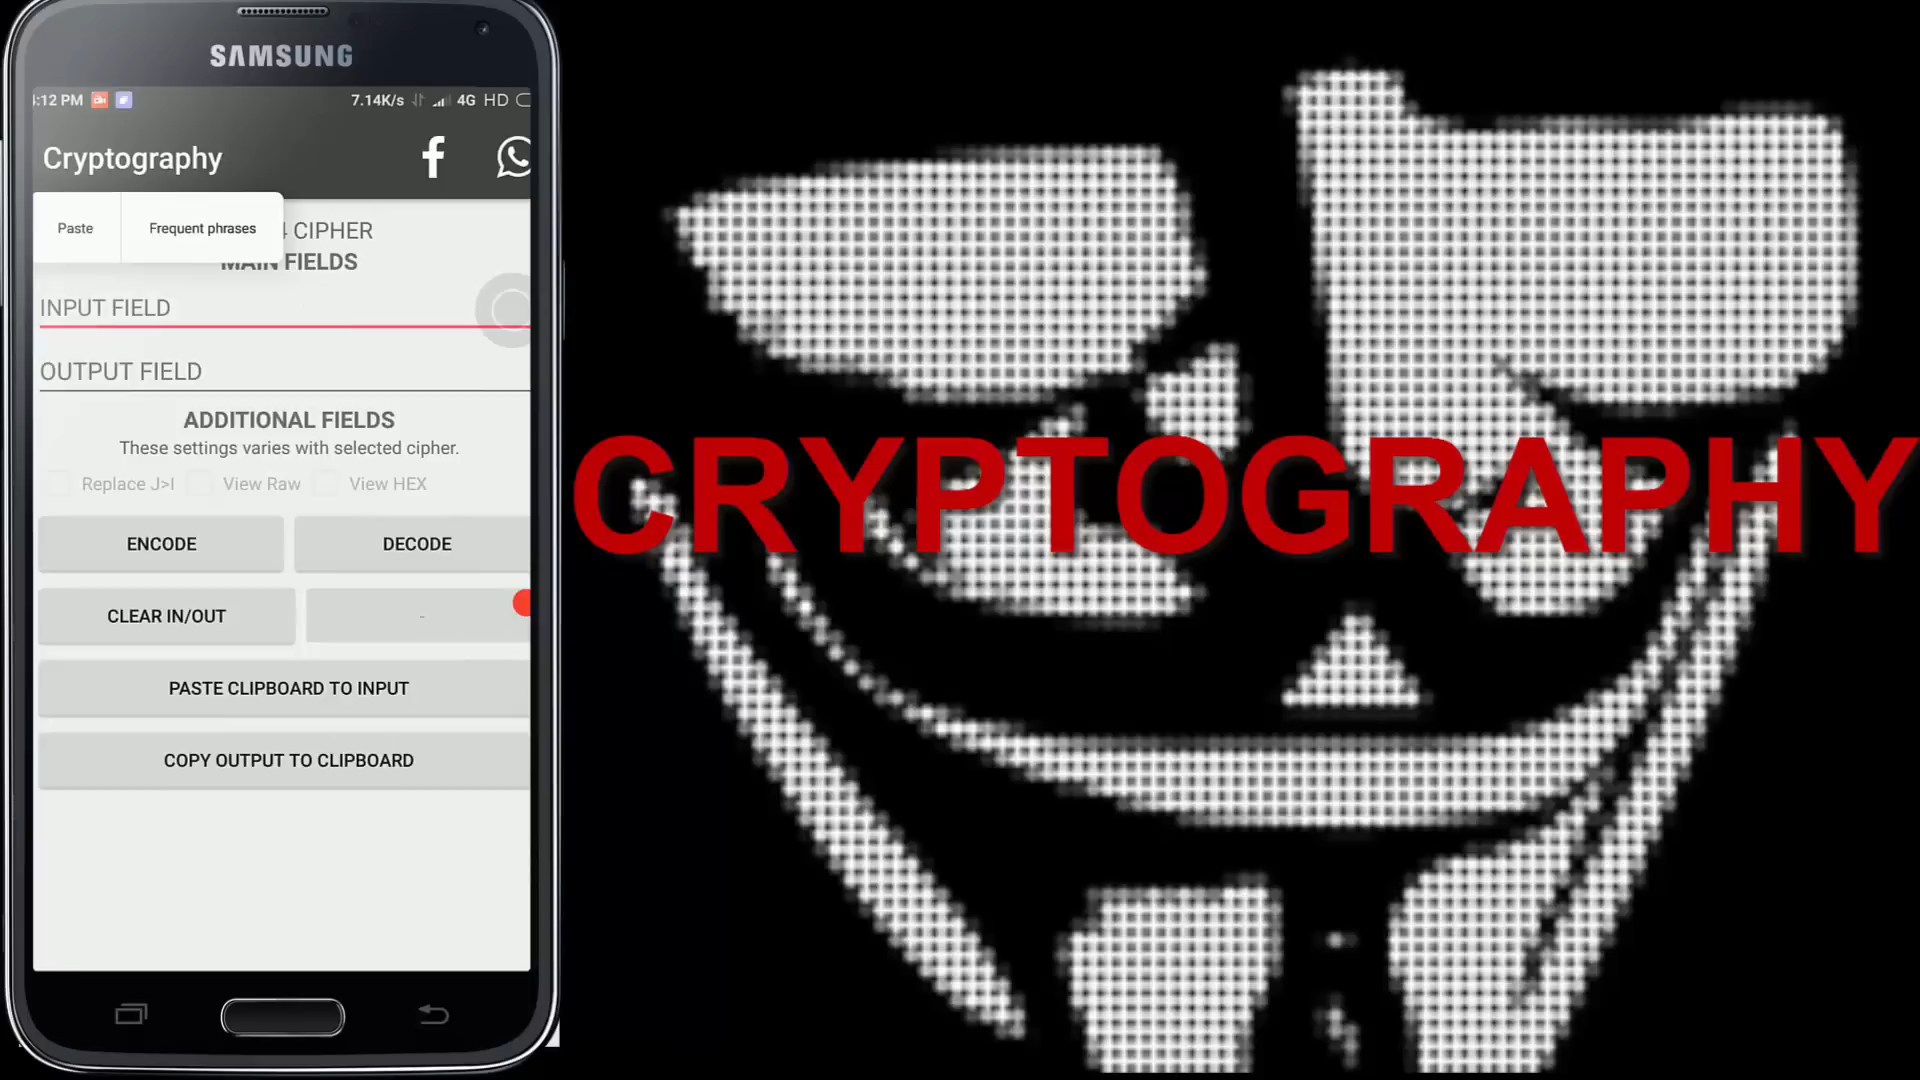 SAMSUNG
:12 PM 7.14K/s 4G HD
Cryptography
Paste Frequent phrases
4 CIPHER
MAIN FIELDS
INPUT FIELD
OUTPUT FIELD
ADDITIONAL FIELDS
These settings varies with selected cipher.
Replace J>I View Raw View HEX
ENCODE DECODE
CLEAR IN/OUT -
PASTE CLIPBOARD TO INPUT
COPY OUTPUT TO CLIPBOARD
CRYPTOGRAPHY